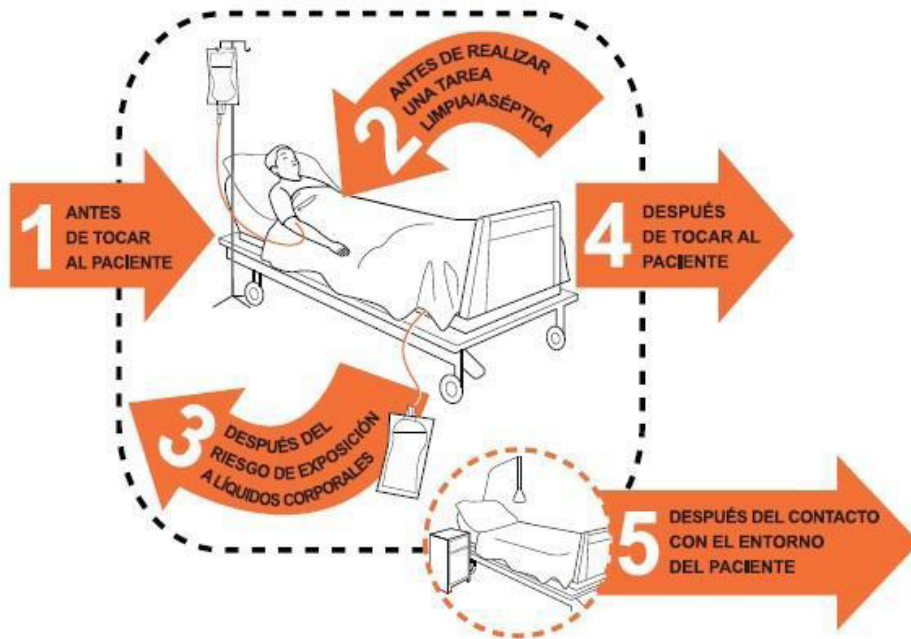 1
ANTES
DE TOCAR
AL PACIENTE
2
ANTES DE REALIZAR
UNA TAREA
LIMPIA/ASÉPTICA
3
DESPUÉS DEL
RIESGO DE EXPOSICIÓN
A LÍQUIDOS CORPORALES
4
DESPUÉS
DE TOCAR AL
PACIENTE
5
DESPUÉS DEL CONTACTO
CON EL ENTORNO
DEL PACIENTE